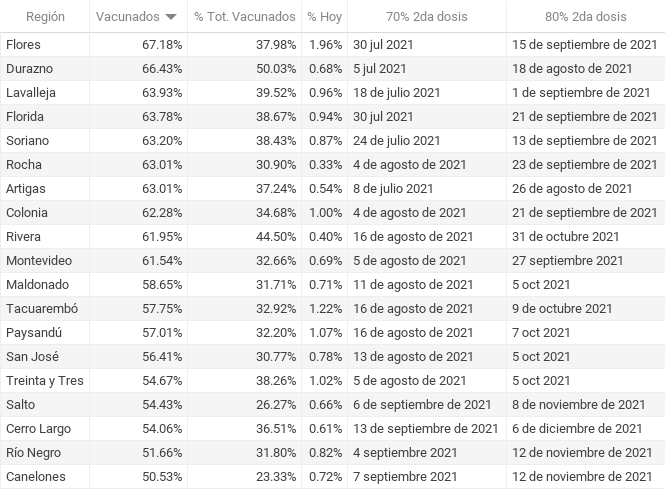 Región Vacunados % Tot. Vacunados % Hoy 70% 2da dosis 80% 2da dosis
Flores 67.18% 37.98% 1.96% 30 jul 2021 15 de septiembre de 2021
Durazno 66.43% 50.03% 0.68% 5 jul 2021 18 de agosto de 2021
Lavalleja 63.93% 39.52% 0.96% 18 de julio 2021 1 de septiembre de 2021
Florida 63.78% 38.67% 0.94% 30 jul 2021 21 de septiembre de 2021
Soriano 63.20% 38.43% 0.87% 24 de julio 2021 13 de septiembre de 2021
Rocha 63.01% 30.90% 0.33% 4 de agosto de 2021 23 de septiembre de 2021
Artigas 63.01% 37.24% 0.54% 8 de julio 2021 26 de agosto de 2021
Colonia 62.28% 34.68% 1.00% 4 de agosto de 2021 21 de septiembre de 2021
Rivera 61.95% 44.50% 0.40% 16 de agosto de 2021 31 de octubre 2021
Montevideo 61.54% 32.66% 0.69% 5 de agosto de 2021 27 septiembre 2021
Maldonado 58.65% 31.71% 0.71% 11 de agosto de 2021 5 oct 2021
Tacuarembó 57.75% 32.92% 1.22% 16 de agosto de 2021 9 de octubre 2021
Paysandú 57.01% 32.20% 1.07% 16 de agosto de 2021 7 oct 2021
San José 56.41% 30.77% 0.78% 13 de agosto de 2021 5 oct 2021
Treinta y Tres 54.67% 38.26% 1.02% 5 de agosto de 2021 5 oct 2021
Salto 54.43% 26.27% 0.66% 6 de septiembre de 2021 8 de noviembre de 2021
Cerro Largo 54.06% 36.51% 0.61% 13 de septiembre de 2021 6 de diciembre de 2021
Río Negro 51.66% 31.80% 0.82% 4 septiembre 2021 12 de noviembre de 2021
Canelones 50.53% 23.33% 0.72% 7 septiembre 2021 12 de noviembre de 2021